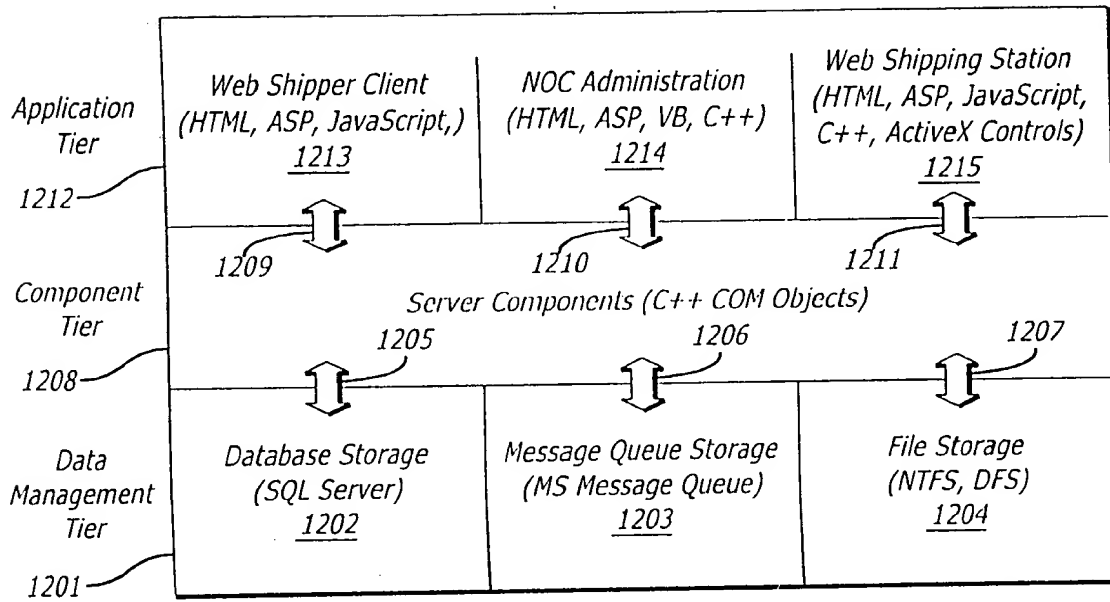 Application
Tier
1212
Web Shipper Client
(HTML, ASP, JavaScript,)
1213
NOC Administration
(HTML, ASP, VB, C++)
1214
Web Shipping Station
(HTML, ASP, JavaScript,
C++, ActiveX Controls)
1215
1209
1210
1211
Component
Tier
1208
Server Components (C++ COM Objects)
1205
1206
1207
Data
Management
Tier
1201
Database Storage
(SQL Server)
1202
Message Queue Storage
(MS Message Queue)
1203
File Storage
(NTFS, DFS)
1204